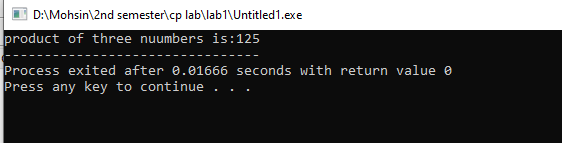 D:\Mohsin\2nd semester\cp lab\lab1\Untitled1.exe
product of three nuumbers is:125
--------------------------------
Process exited after 0.01666 seconds with return value 0
Press any key to continue . . .